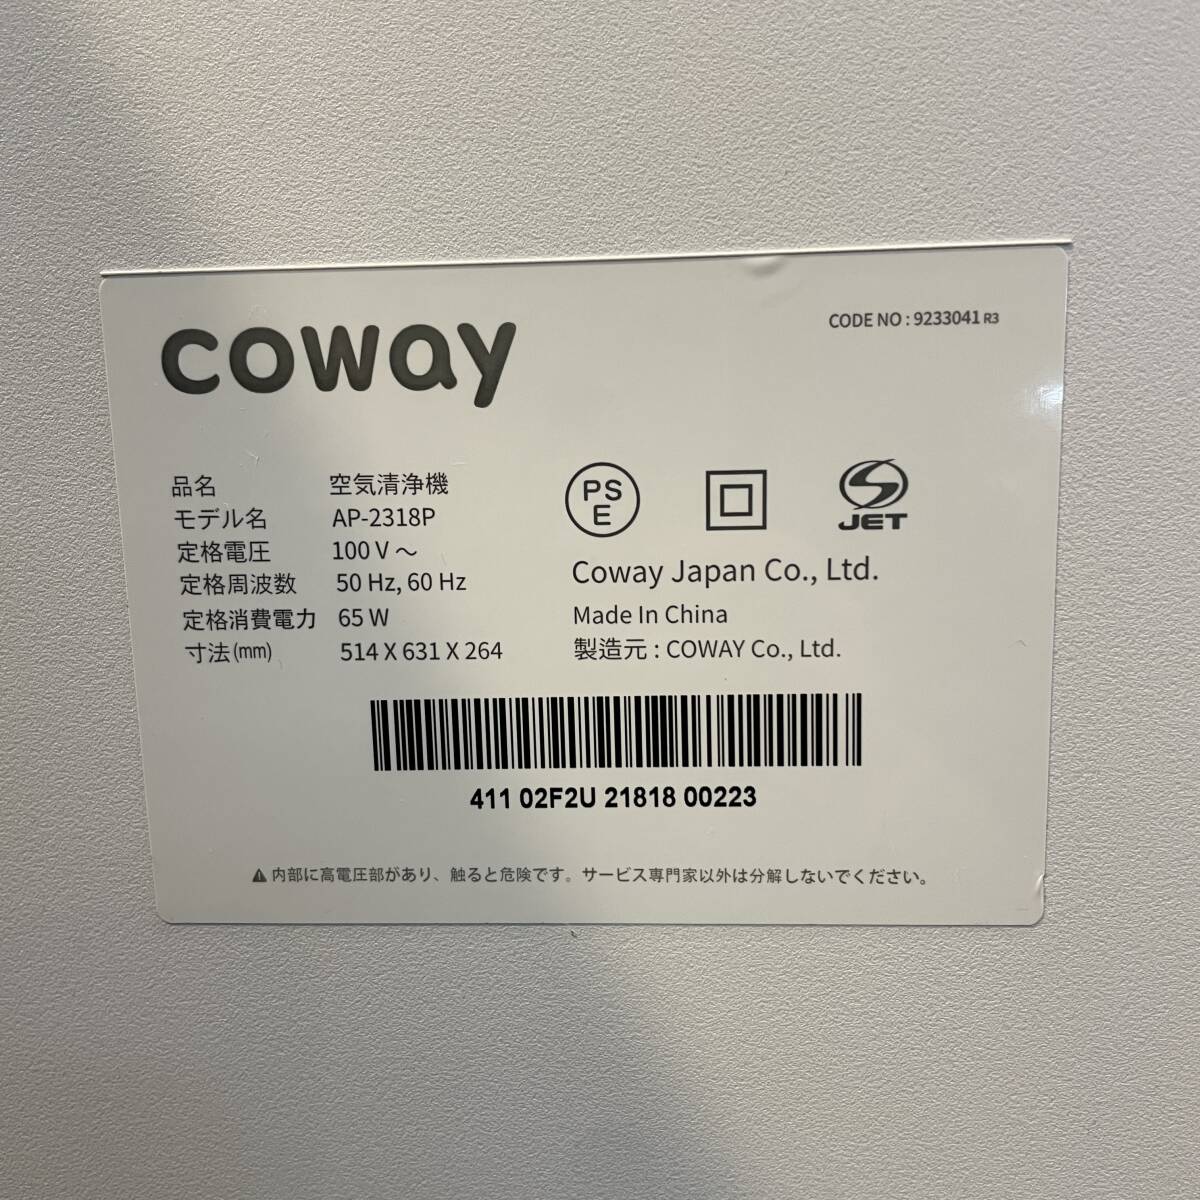 coway
CODE NO : 9233041 R3
品名 空気清浄機
モデル名 AP-2318P
定格電圧 100 V ～
定格周波数 50 Hz, 60 Hz
定格消費電力 65 W
寸法(mm) 514 X 631 X 264
PS
E
S
JET
Coway Japan Co., Ltd.
Made In China
製造元 : COWAY Co., Ltd.
411 02F2U 21818 00223
⚠内部に高電圧部があり、触ると危険です。サービス専門家以外は分解しないでください。